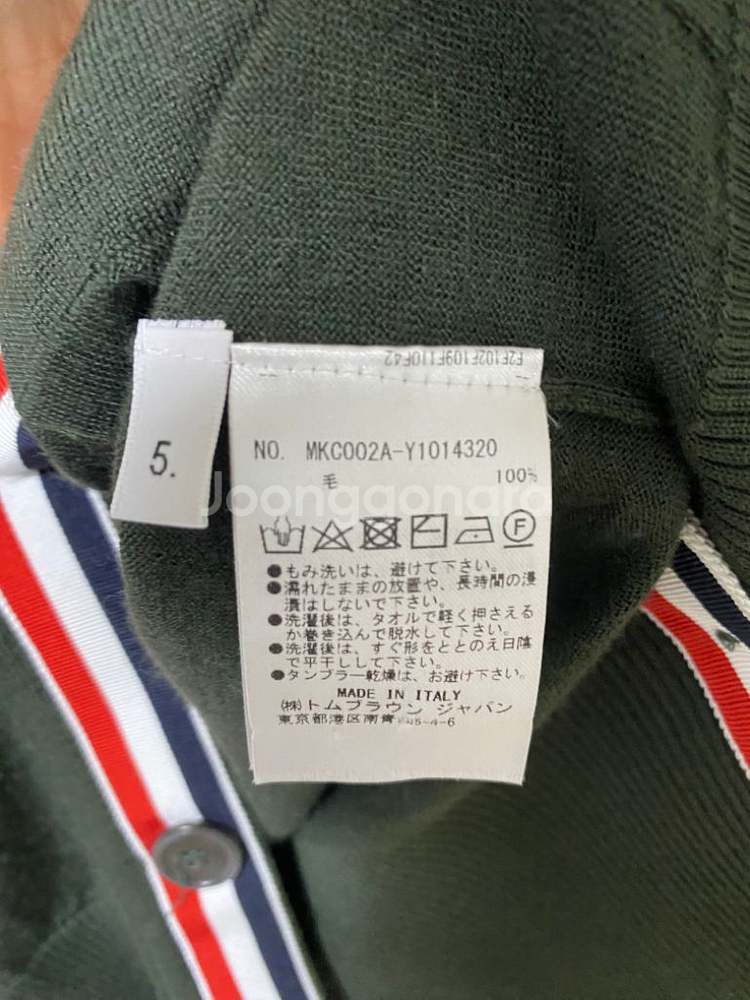 F2F102F109F110F42
5.
NO. MKC002A-Y1014320
毛 100%
Joonggonara
F
●もみ洗いは、避けて下さい。
●濡れたままの放置や、長時間の浸
漬はしないで下さい。
●洗濯後は、タオルで軽く押さえる
か巻き込んで脱水して下さい。
●洗濯後は、すぐ形をととのえ日陰
で平干しして下さい。
●タンブラー乾燥は、お避け下さい。
MADE IN ITALY
㈱トムブラウン ジャパン
東京都港区南青 5-4-6